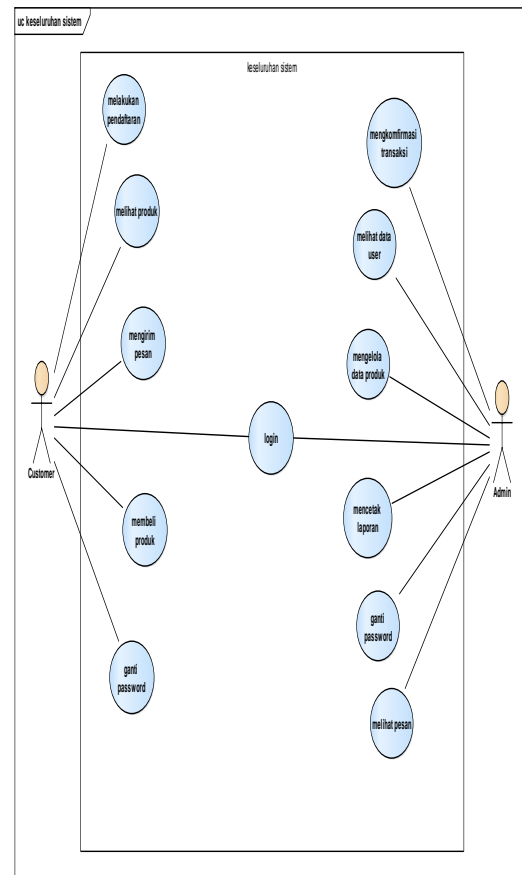 uc keseluruhan sistem
keseluruhan sistem
melakukan
pendaftaran
melihat produk
mengirim
pesan
membeli
produk
ganti
password
Customer
login
mengkomfirmasi
transaksi
melihat data
user
mengelola
data produk
mencetak
laporan
ganti
password
melihat pesan
Admin